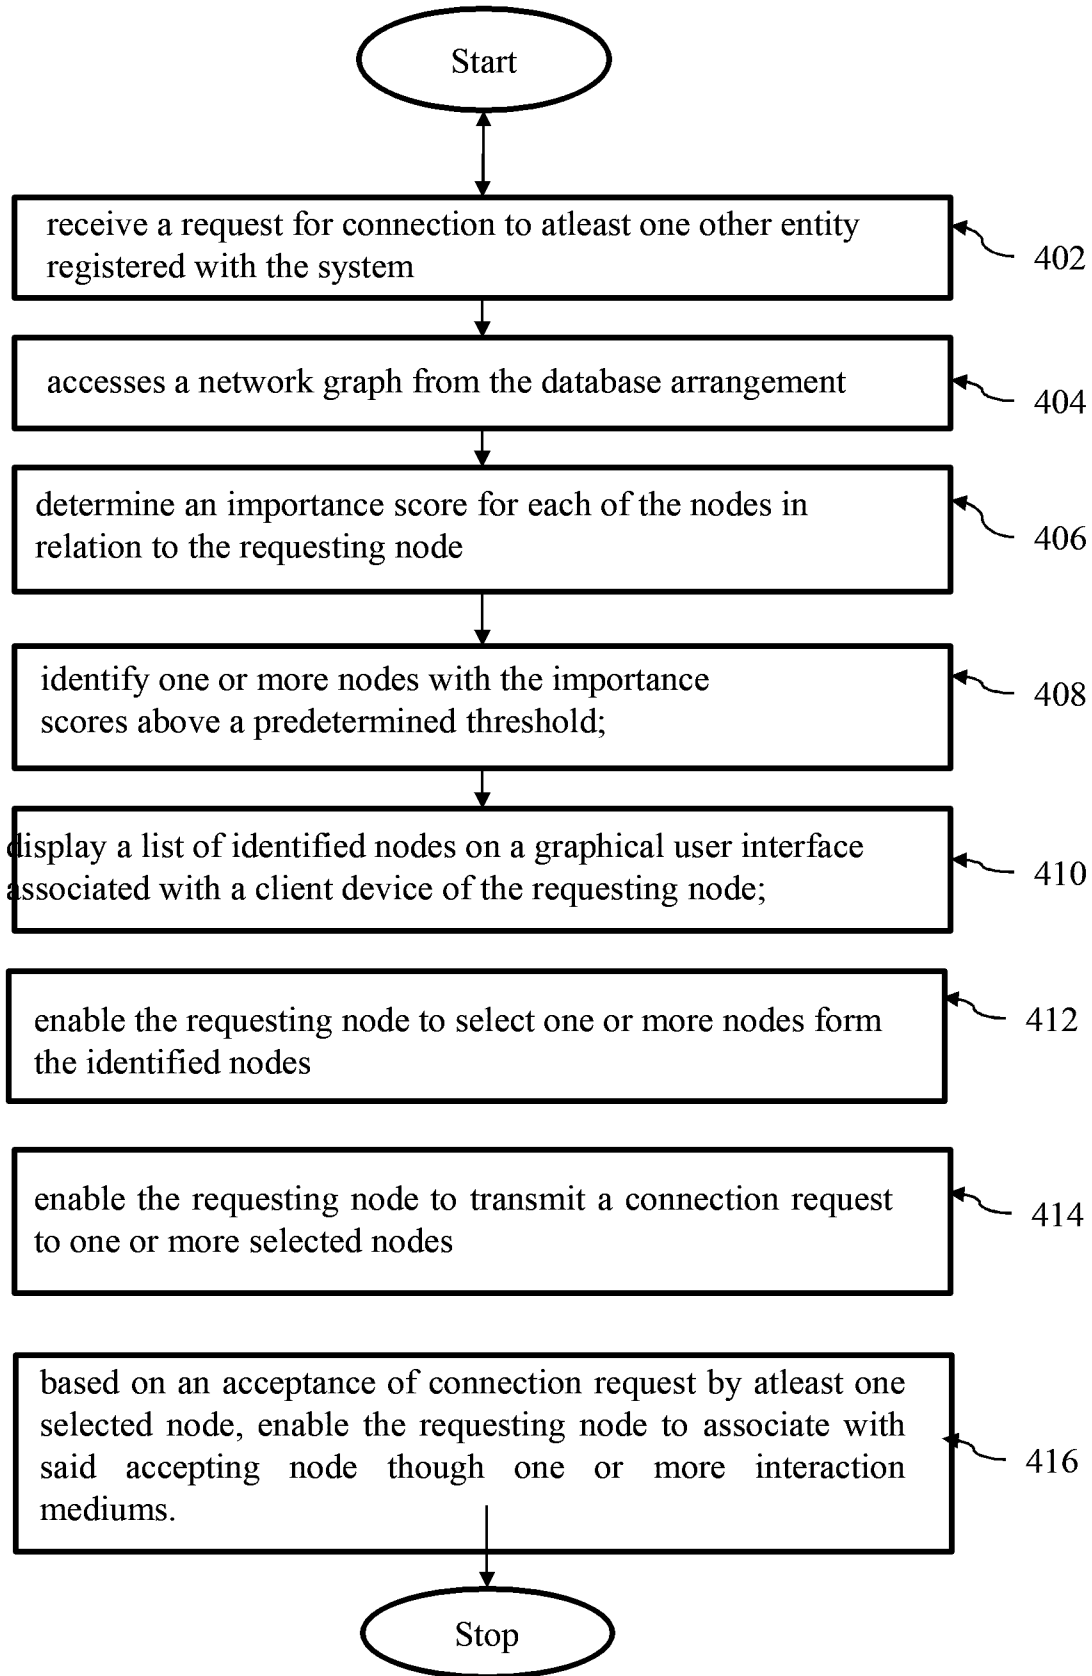 Start
receive a request for connection to atleast one other entity
registered with the system
402
accesses a network graph from the database arrangement
404
determine an importance score for each of the nodes in
relation to the requesting node
406
identify one or more nodes with the importance
scores above a predetermined threshold;
408
display a list of identified nodes on a graphical user interface
associated with a client device of the requesting node;
410
enable the requesting node to select one or more nodes form
the identified nodes
412
enable the requesting node to transmit a connection request
to one or more selected nodes
414
based on an acceptance of connection request by atleast one
selected node, enable the requesting node to associate with
said accepting node though one or more interaction
mediums.
416
Stop